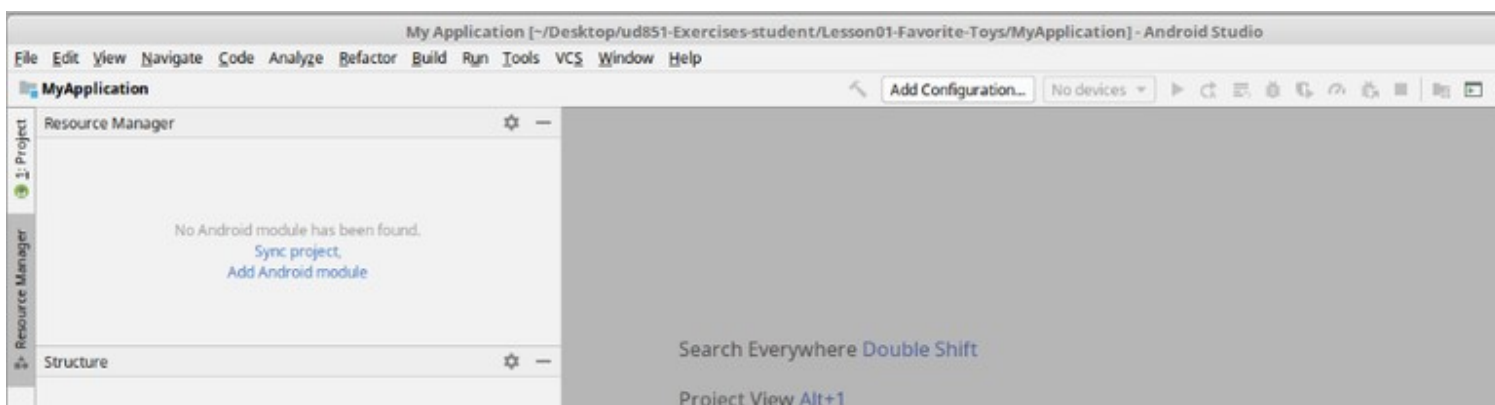 My Application [~/Desktop/ud851-Exercises-student/Lesson01-Favorite-Toys/MyApplication] - Android Studio
File Edit View Navigate Code Analyze Refactor Build Run Tools VCS Window Help
MyApplication
Add Configuration...
No devices
1: Project
Resource Manager
Resource Manager
No Android module has been found.
Sync project,
Add Android module
Structure
Search Everywhere Double Shift
Project View Alt+1